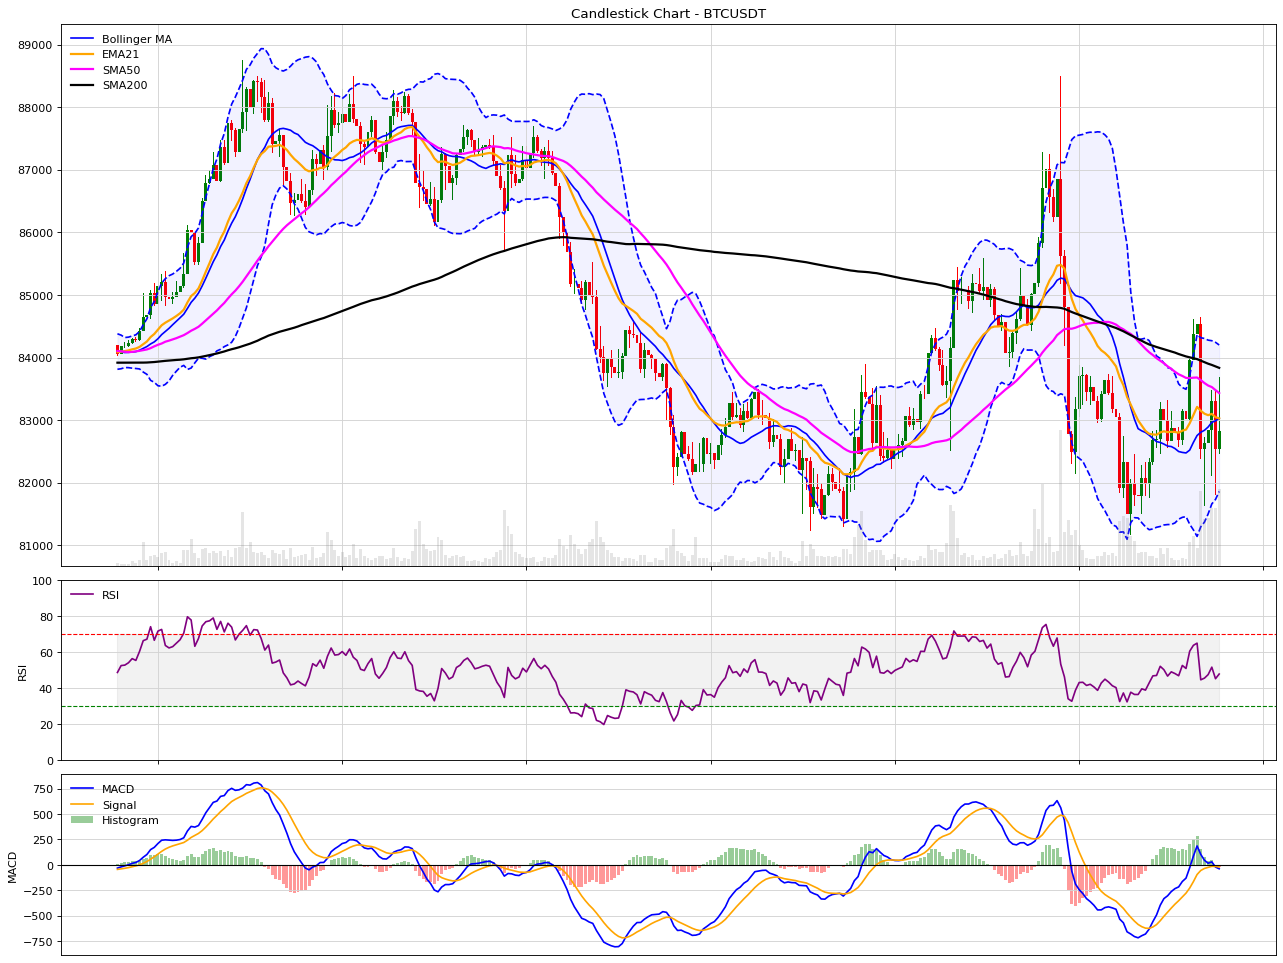 Candlestick Chart - BTCUSDT
89000
88000
87000
86000
85000
84000
83000
82000
81000
Bollinger MA
EMA21
SMA50
SMA200
100
80
60
40
20
0
RSI
RSI
750
500
250
0
−250
−500
−750
MACD
MACD
Signal
Histogram